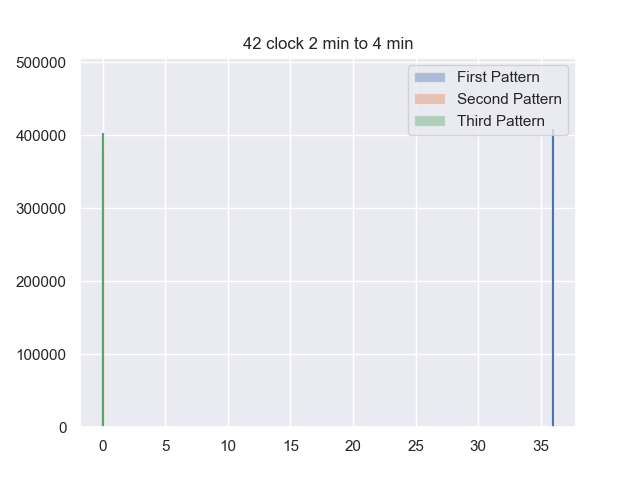 42 clock 2 min to 4 min
500000
400000
300000
200000
100000
0
First Pattern
Second Pattern
Third Pattern
0 5 10 15 20 25 30 35